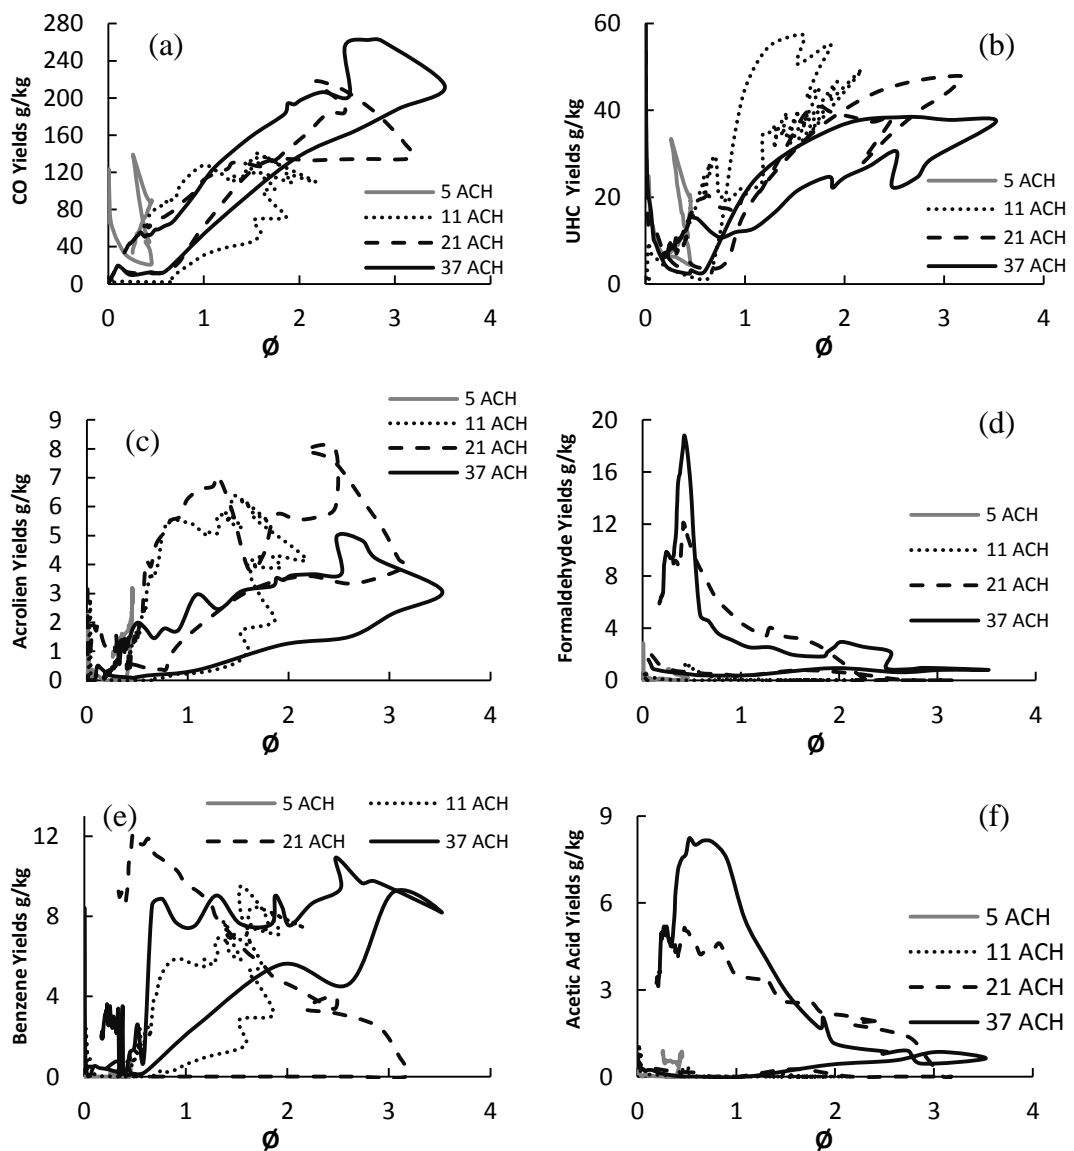 (a)
CO Yields g/kg
280
240
200
160
120
80
40
0
0 1 2 3 4
Ø
5 ACH
11 ACH
21 ACH
37 ACH
(b)
UHC Yields g/kg
60
40
20
0
0 1 2 3 4
Ø
5 ACH
11 ACH
21 ACH
37 ACH
(c)
Acrolien Yields g/kg
9
8
7
6
5
4
3
2
1
0
0 1 2 3 4
Ø
5 ACH
11 ACH
21 ACH
37 ACH
(d)
Formaldehyde Yields g/kg
20
16
12
8
4
0
0 1 2 3 4
Ø
5 ACH
11 ACH
21 ACH
37 ACH
(e)
Benzene Yields g/kg
12
8
4
0
0 1 2 3 4
Ø
5 ACH 11 ACH
21 ACH 37 ACH
(f)
Acetic Acid Yields g/kg
9
6
3
0
0 1 2 3 4
Ø
5 ACH
11 ACH
21 ACH
37 ACH